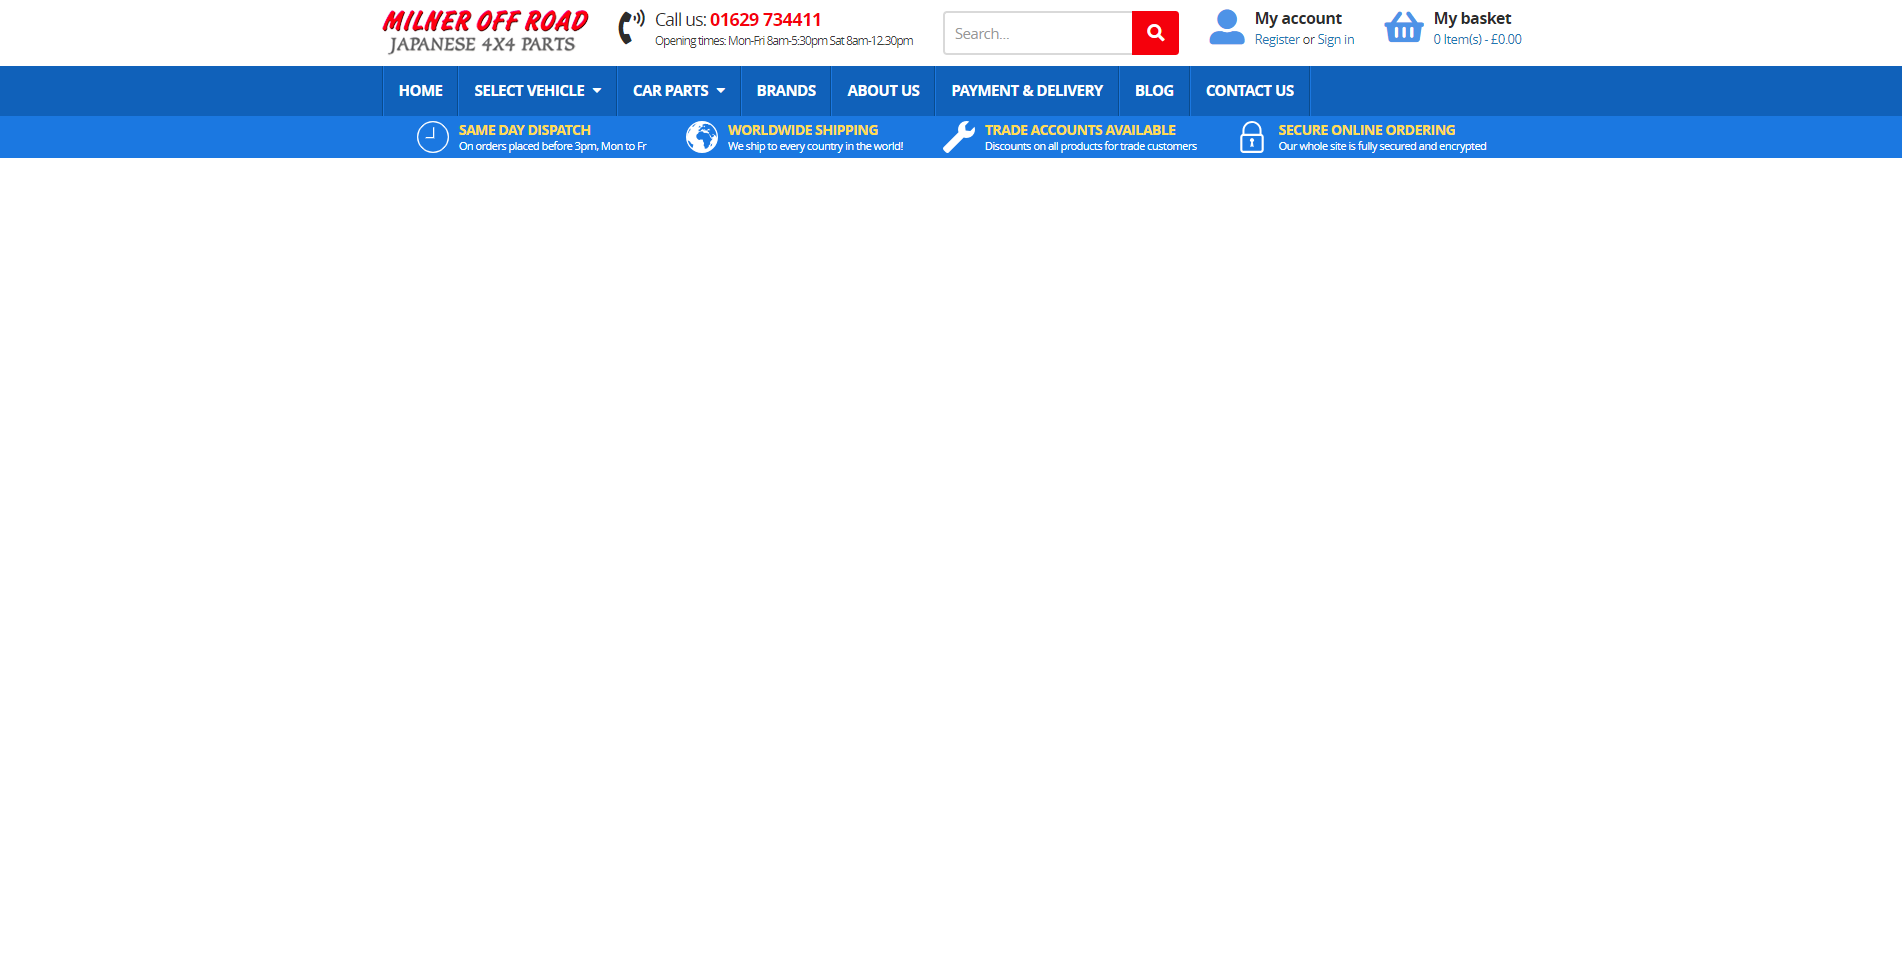 MILNER OFF ROAD
JAPANESE 4X4 PARTS
Call us: 01629 734411
Opening times: Mon-Fri 8am-5:30pm Sat 8am-12.30pm
Search...
My account
Register or Sign in
My basket
0 Item(s) - £0.00
HOME
SELECT VEHICLE
CAR PARTS
BRANDS
ABOUT US
PAYMENT & DELIVERY
BLOG
CONTACT US
SAME DAY DISPATCH
On orders placed before 3pm, Mon to Fr
WORLDWIDE SHIPPING
We ship to every country in the world!
TRADE ACCOUNTS AVAILABLE
Discounts on all products for trade customers
SECURE ONLINE ORDERING
Our whole site is fully secured and encrypted